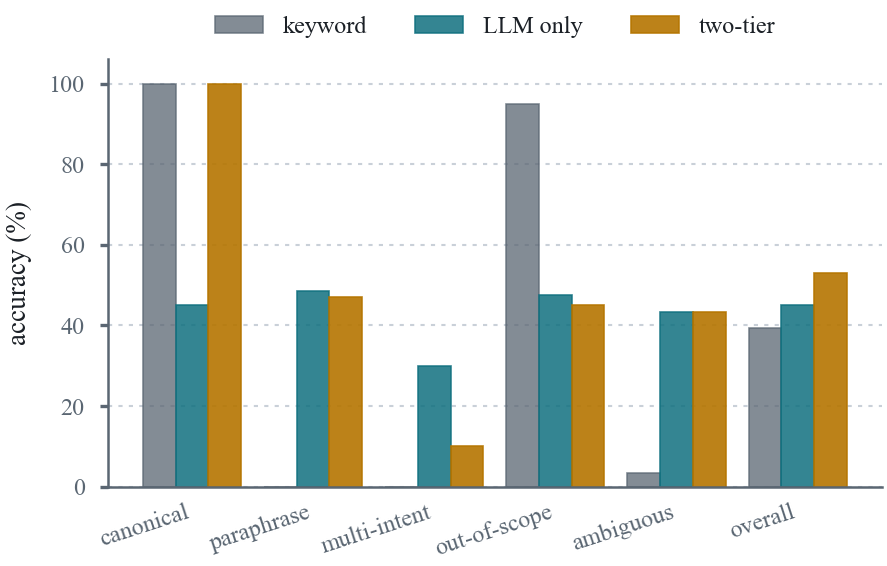 keyword LLM only two-tier
accuracy (%)
100
80
60
40
20
0
canonical paraphrase multi-intent out-of-scope ambiguous overall